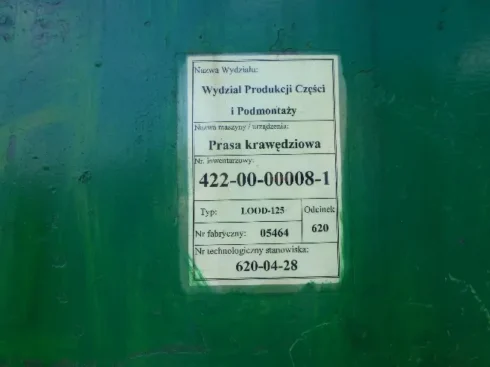 Nazwa Wydziału:
Wydział Produkcji Części
i Podmontaży
Nazwa maszyny / urządzenia:
Prasa krawędziowa
Nr. inwentarzowy:
422-00-00008-1
Typ: LOOD-125
Odcinek
Nr fabryczny: 05464
620
Nr technologiczny stanowiska:
620-04-28